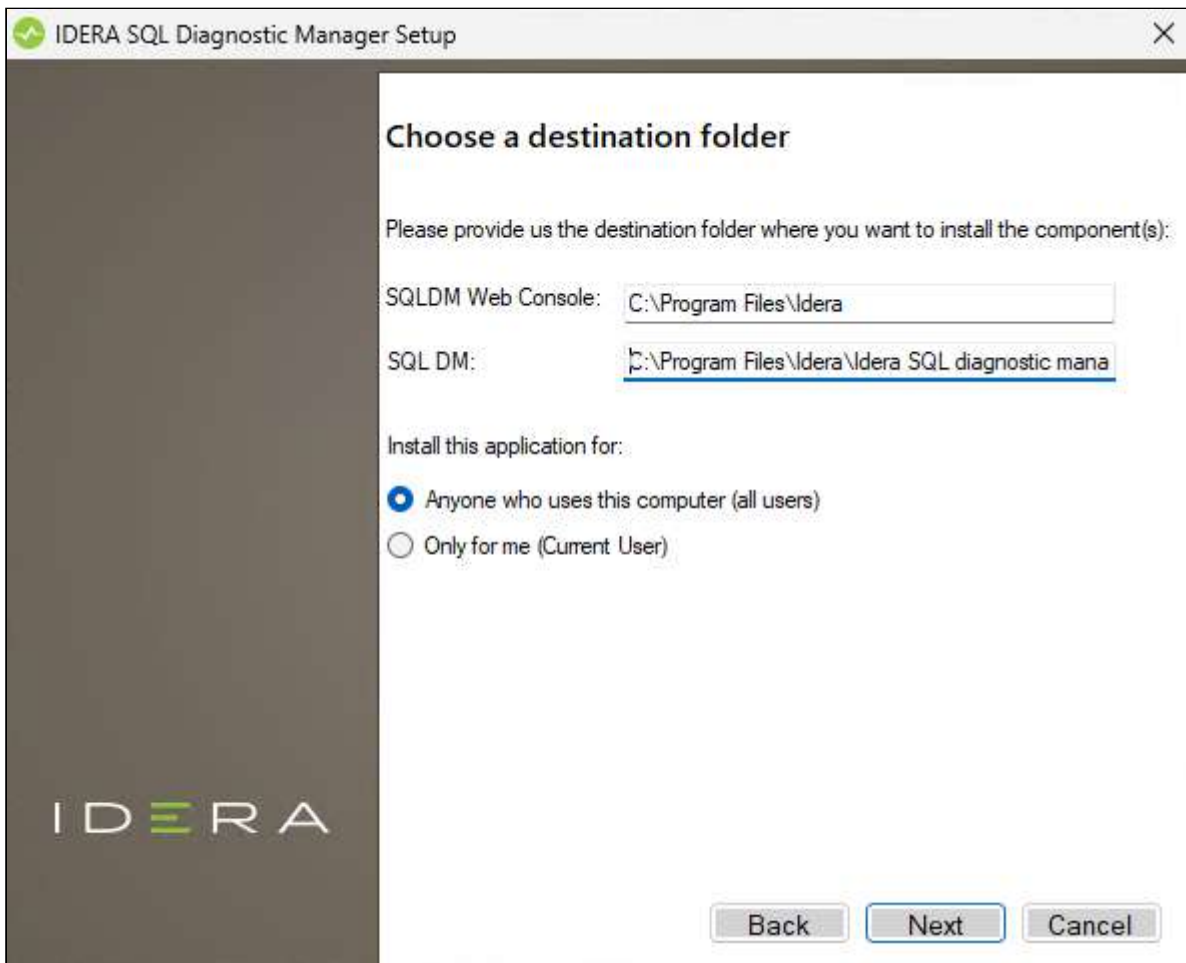 IDERA SQL Diagnostic Manager Setup
Choose a destination folder
Please provide us the destination folder where you want to install the component(s):
SQLDM Web Console: C:\Program Files\Idera
SQL DM: C:\Program Files\Idera\Idera SQL diagnostic mana
Install this application for:
Anyone who uses this computer (all users)
Only for me (Current User)
IDERA
Back Next Cancel